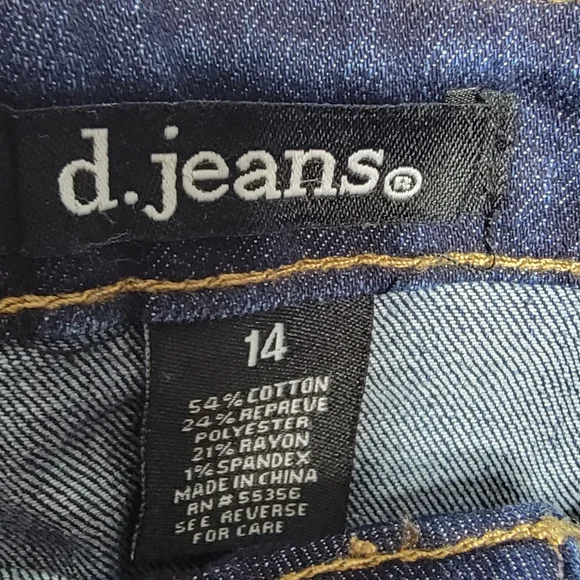 d.jeans®
14
54% COTTON
24% REPREVE
POLYESTER
21% RAYON
1% SPANDEX
MADE IN CHINA
RN # 55356
SEE REVERSE
FOR CARE